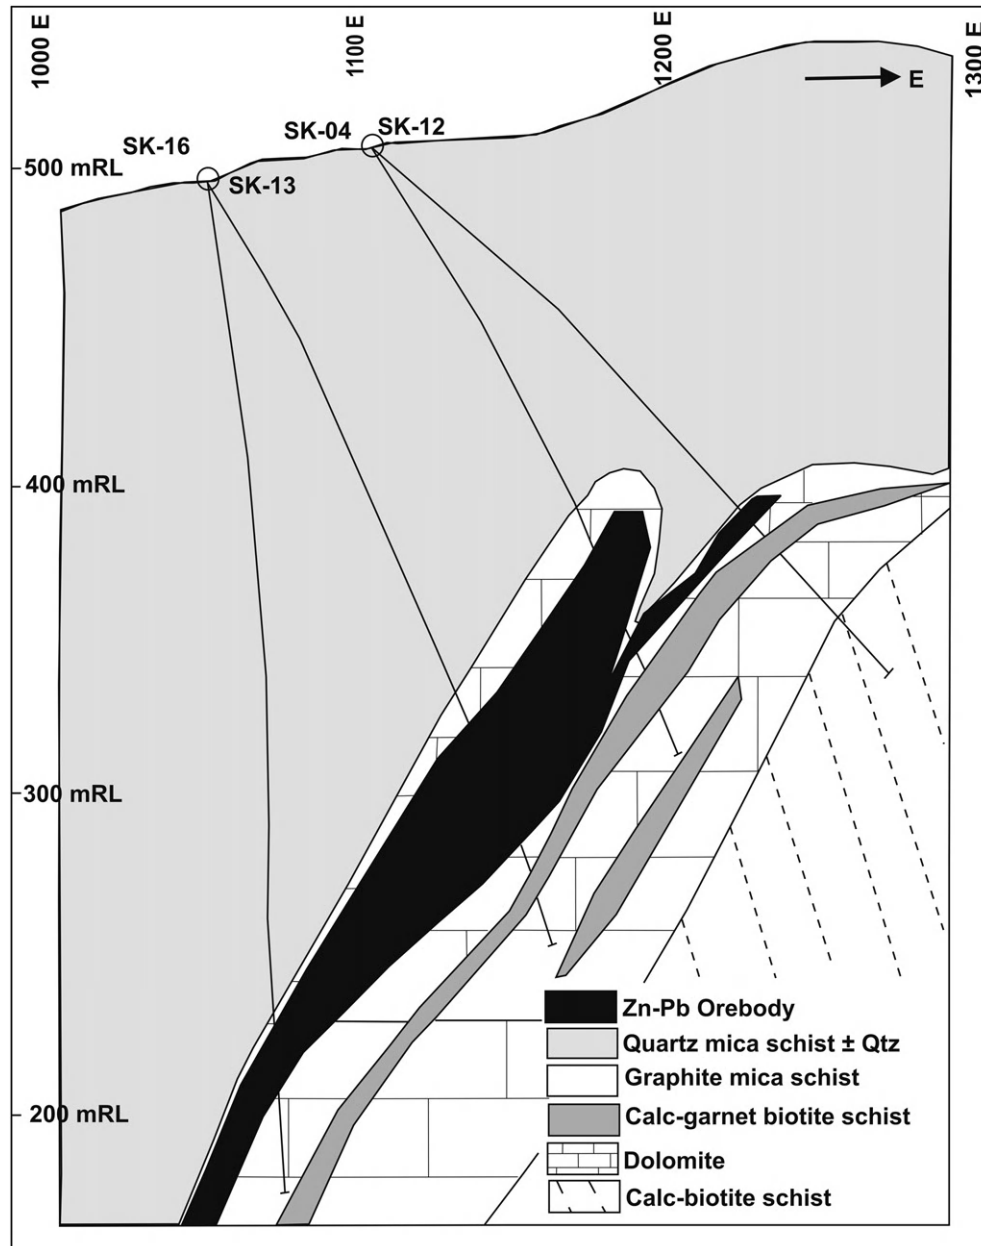 1000 E
1100 E
1200 E
1300 E
E
SK-04
SK-12
SK-16
SK-13
500 mRL
400 mRL
300 mRL
200 mRL
Zn-Pb Orebody
Quartz mica schist ± Qtz
Graphite mica schist
Calc-garnet biotite schist
Dolomite
Calc-biotite schist